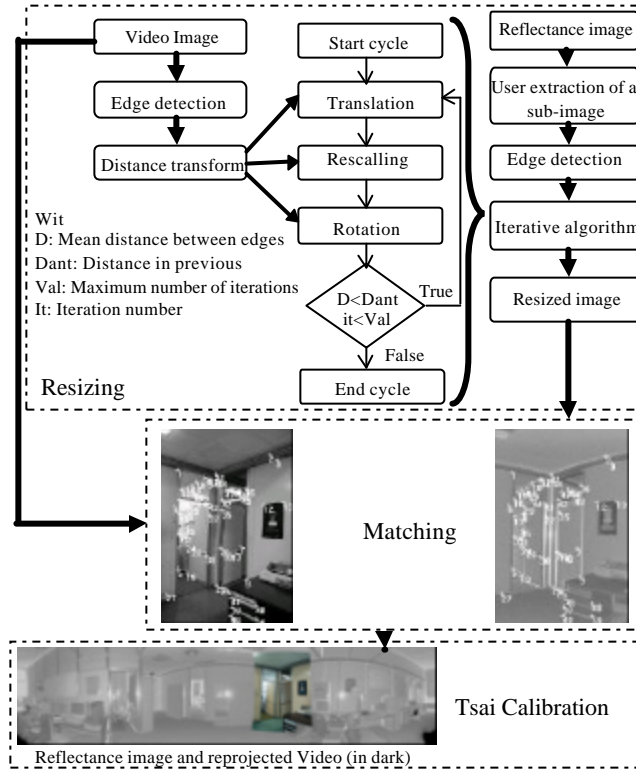 Video Image
Edge detection
Distance transform
Start cycle
Translation
Rescalling
Rotation
D<Dant
it<Val
True
False
End cycle
Reflectance image
User extraction of a
sub-image
Edge detection
Iterative algorithm
Resized image
Wit
D: Mean distance between edges
Dant: Distance in previous
Val: Maximum number of iterations
It: Iteration number
Resizing
Matching
Tsai Calibration
Reflectance image and reprojected Video (in dark)